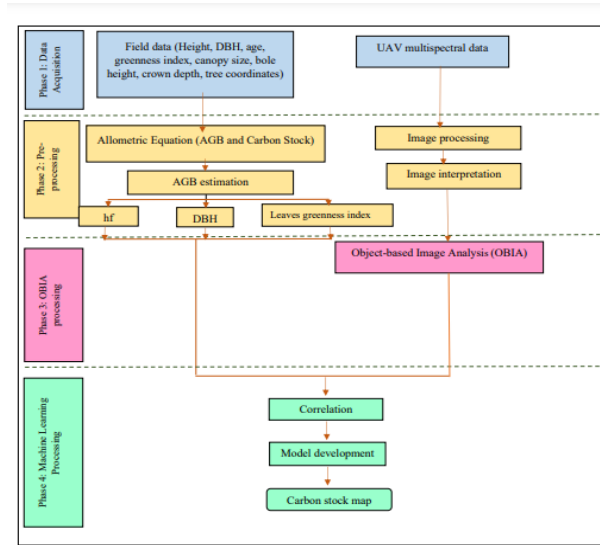 Phase 1: Data
Acquisition
Field data (Height, DBH, age,
greenness index, canopy size, bole
height, crown depth, tree coordinates)
UAV multispectral data
Phase 2: Pre-
processing
Allometric Equation (AGB and Carbon Stock)
Image processing
AGB estimation
Image interpretation
hf
DBH
Leaves greenness index
Phase 3: OBIA
processing
Object-based Image Analysis (OBIA)
Phase 4: Machine Learning
Processing
Correlation
Model development
Carbon stock map